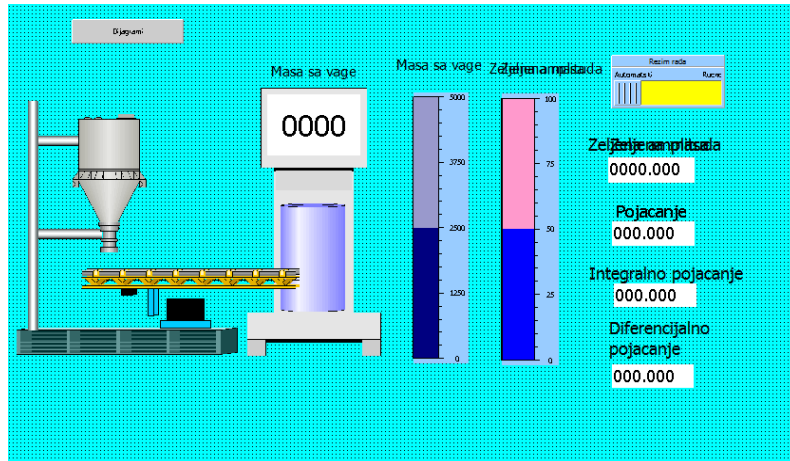 Dijagrami
Masa sa vage
0000
Masa sa vage
5000
3750
2500
1250
0
100
75
50
25
0
Rezim rada
Automatski Rucno
0000.000
Pojacanje
000.000
Integralno pojacanje
000.000
Diferencijalno
pojacanje
000.000